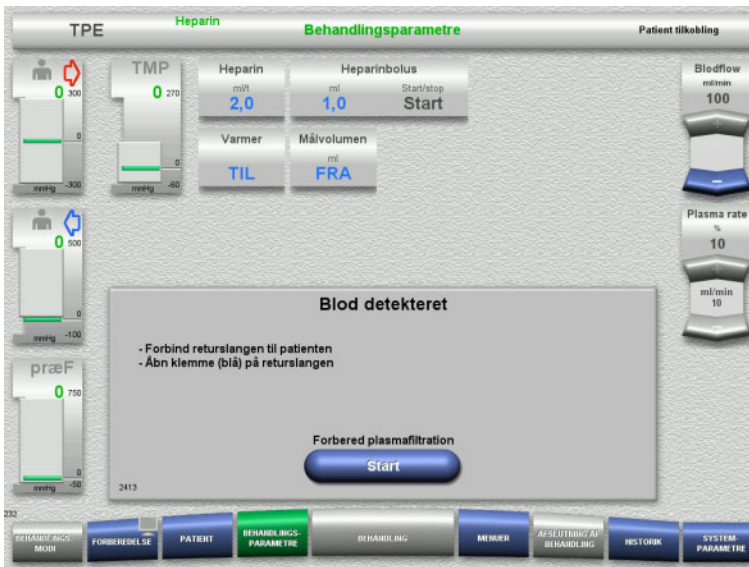 TPE
Heparin
Behandlingsparametre
Patient tilkobling
0 300
0
mmHg -300
TMP
0 270
0
mmHg -60
Heparin
ml/t
2,0
Heparinbolus
ml Start/stop
1,0 Start
Varmer
TIL
Målvolumen
ml
FRA
Blodflow
ml/min
100
+
-
0 500
0
mmHg -100
Plasma rate
%
10
+
ml/min
10
-
præF
0 750
0
mmHg -50
Blod detekteret
- Forbind returslangen til patienten
- Åbn klemme (blå) på returslangen
Forbered plasmafiltration
Start
2413
232
BEHANDLINGS-
MODI
FORBEREDELSE
PATIENT
BEHANDLINGS-
PARAMETRE
BEHANDLING
MENUER
AFSLUTNING AF
BEHANDLING
HISTORIK
SYSTEM-
PARAMETRE